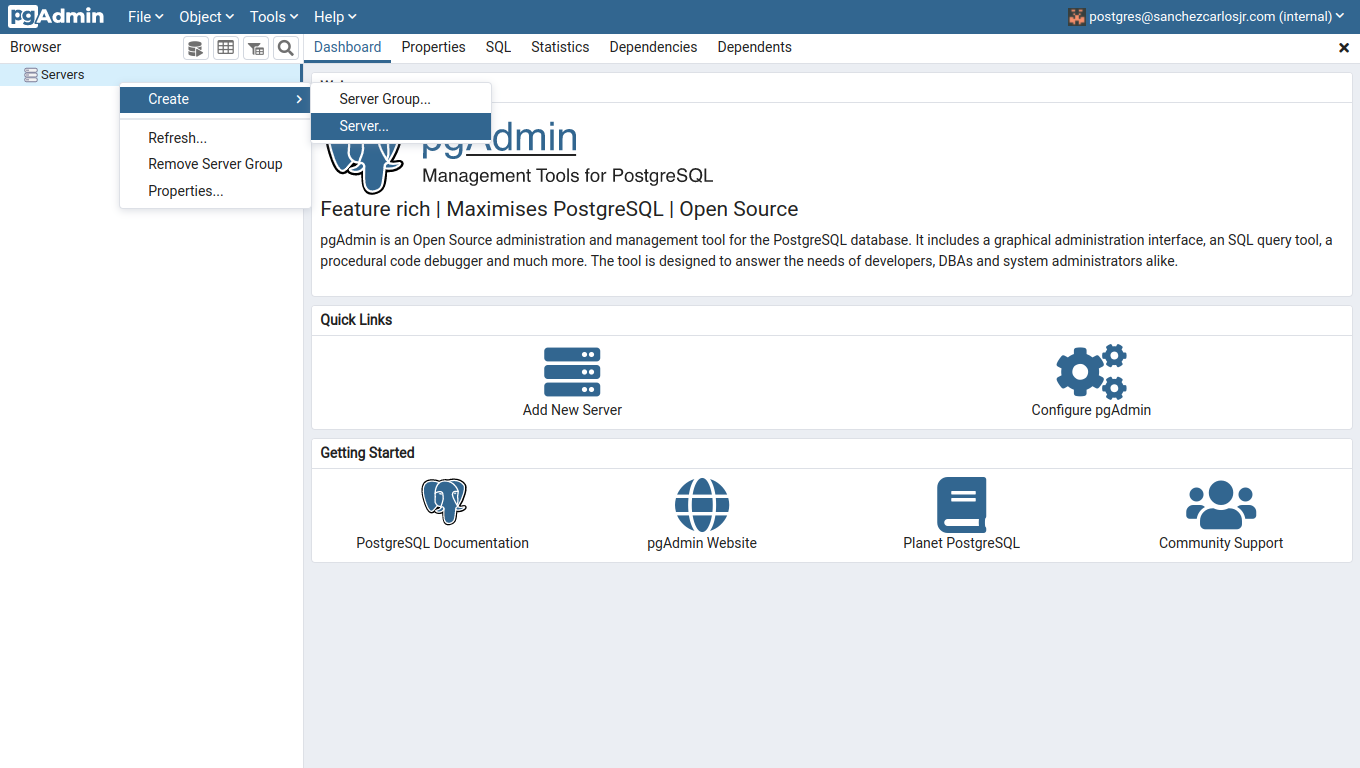 pgAdmin File Object Tools Help postgres@sanchezcarlosjr.com (internal)
Browser
Dashboard Properties SQL Statistics Dependencies Dependents
Servers
Create
Server Group...
Server...
Refresh...
Remove Server Group
Properties...
pgAdmin
Management Tools for PostgreSQL
Feature rich | Maximises PostgreSQL | Open Source
pgAdmin is an Open Source administration and management tool for the PostgreSQL database. It includes a graphical administration interface, an SQL query tool, a
procedural code debugger and much more. The tool is designed to answer the needs of developers, DBAs and system administrators alike.
Quick Links
Add New Server
Configure pgAdmin
Getting Started
PostgreSQL Documentation
pgAdmin Website
Planet PostgreSQL
Community Support